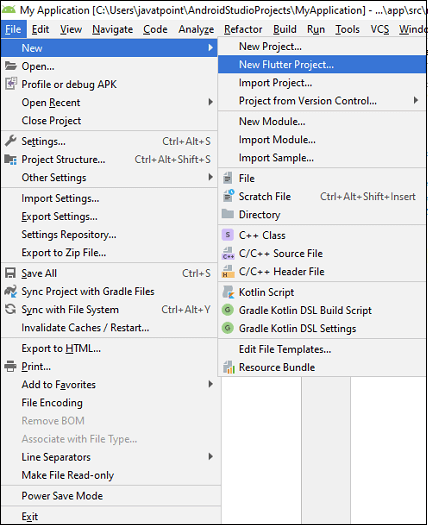 My Application [C:\Users\javatpoint\AndroidStudioProjects\MyApplication] - ...\app\src\
File Edit View Navigate Code Analyze Refactor Build Run Tools VCS Windo
New
Open...
Profile or debug APK
Open Recent
Close Project
Settings... Ctrl+Alt+S
Project Structure... Ctrl+Alt+Shift+S
Other Settings
Import Settings...
Export Settings...
Settings Repository...
Export to Zip File...
Save All Ctrl+S
Sync Project with Gradle Files
Sync with File System Ctrl+Alt+Y
Invalidate Caches / Restart...
Export to HTML...
Print...
Add to Favorites
File Encoding
Remove BOM
Associate with File Type...
Line Separators
Make File Read-only
Power Save Mode
Exit
New Project...
New Flutter Project...
Import Project...
Project from Version Control...
New Module...
Import Module...
Import Sample...
File
Scratch File Ctrl+Alt+Shift+Insert
Directory
S C++ Class
C++ C/C++ Source File
H C/C++ Header File
Kotlin Script
G Gradle Kotlin DSL Build Script
G Gradle Kotlin DSL Settings
Edit File Templates...
Resource Bundle